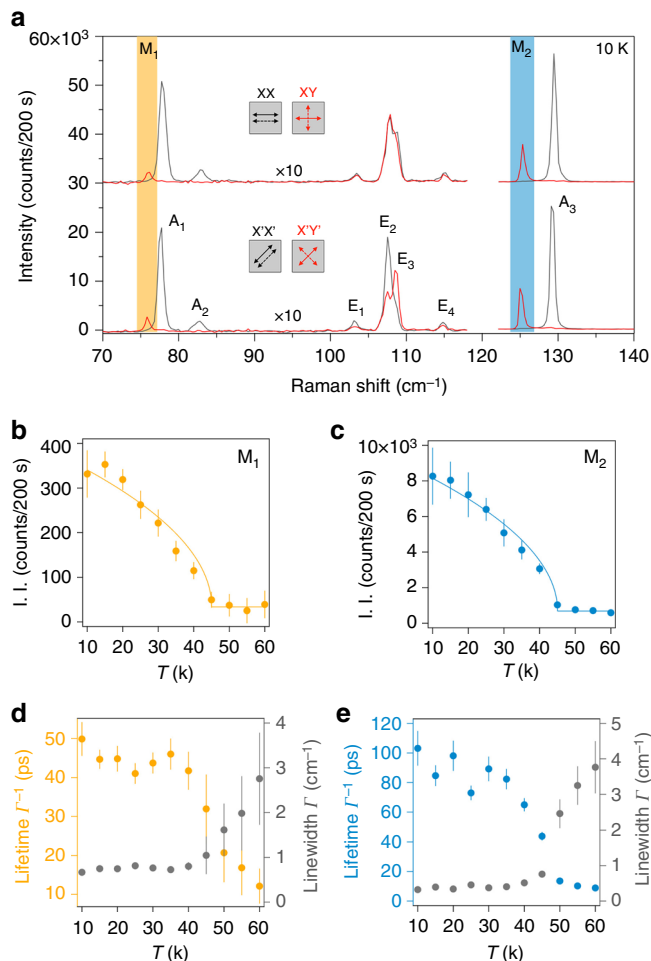 a
60×10³
M₁
M₂
10 K
XX
XY
50
40
×10
30
A₁
X'X'
X'Y'
E₂
A₃
20
E₃
10
A₂
×10
E₁
E₄
0
Intensity (counts/200 s)
70
80
90
100
110
120
130
140
Raman shift (cm⁻¹)
b
M₁
400
300
200
100
0
I. I. (counts/200 s)
10
20
30
40
50
60
T (k)
c
M₂
10×10³
8
6
4
2
0
I. I. (counts/200 s)
10
20
30
40
50
60
T (k)
d
50
40
30
20
10
Lifetime Γ⁻¹ (ps)
4
3
2
1
0
Linewidth Γ (cm⁻¹)
10
20
30
40
50
60
T (k)
e
120
100
80
60
40
20
0
Lifetime Γ⁻¹ (ps)
5
4
3
2
1
0
Linewidth Γ (cm⁻¹)
10
20
30
40
50
60
T (k)